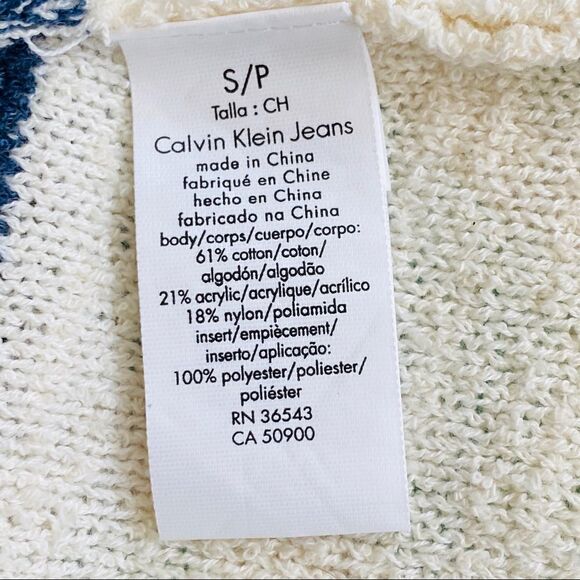 S/P
Talla : CH
Calvin Klein Jeans
made in China
fabriqué en Chine
hecho en China
fabricado na China
body/corps/cuerpo/corpo:
61% cotton/coton/
algodón/algodão
21% acrylic/acrylique/acrílico
18% nylon/poliamida
insert/empiècement/
inserto/aplicação:
100% polyester/poliester/
poliéster
RN 36543
CA 50900